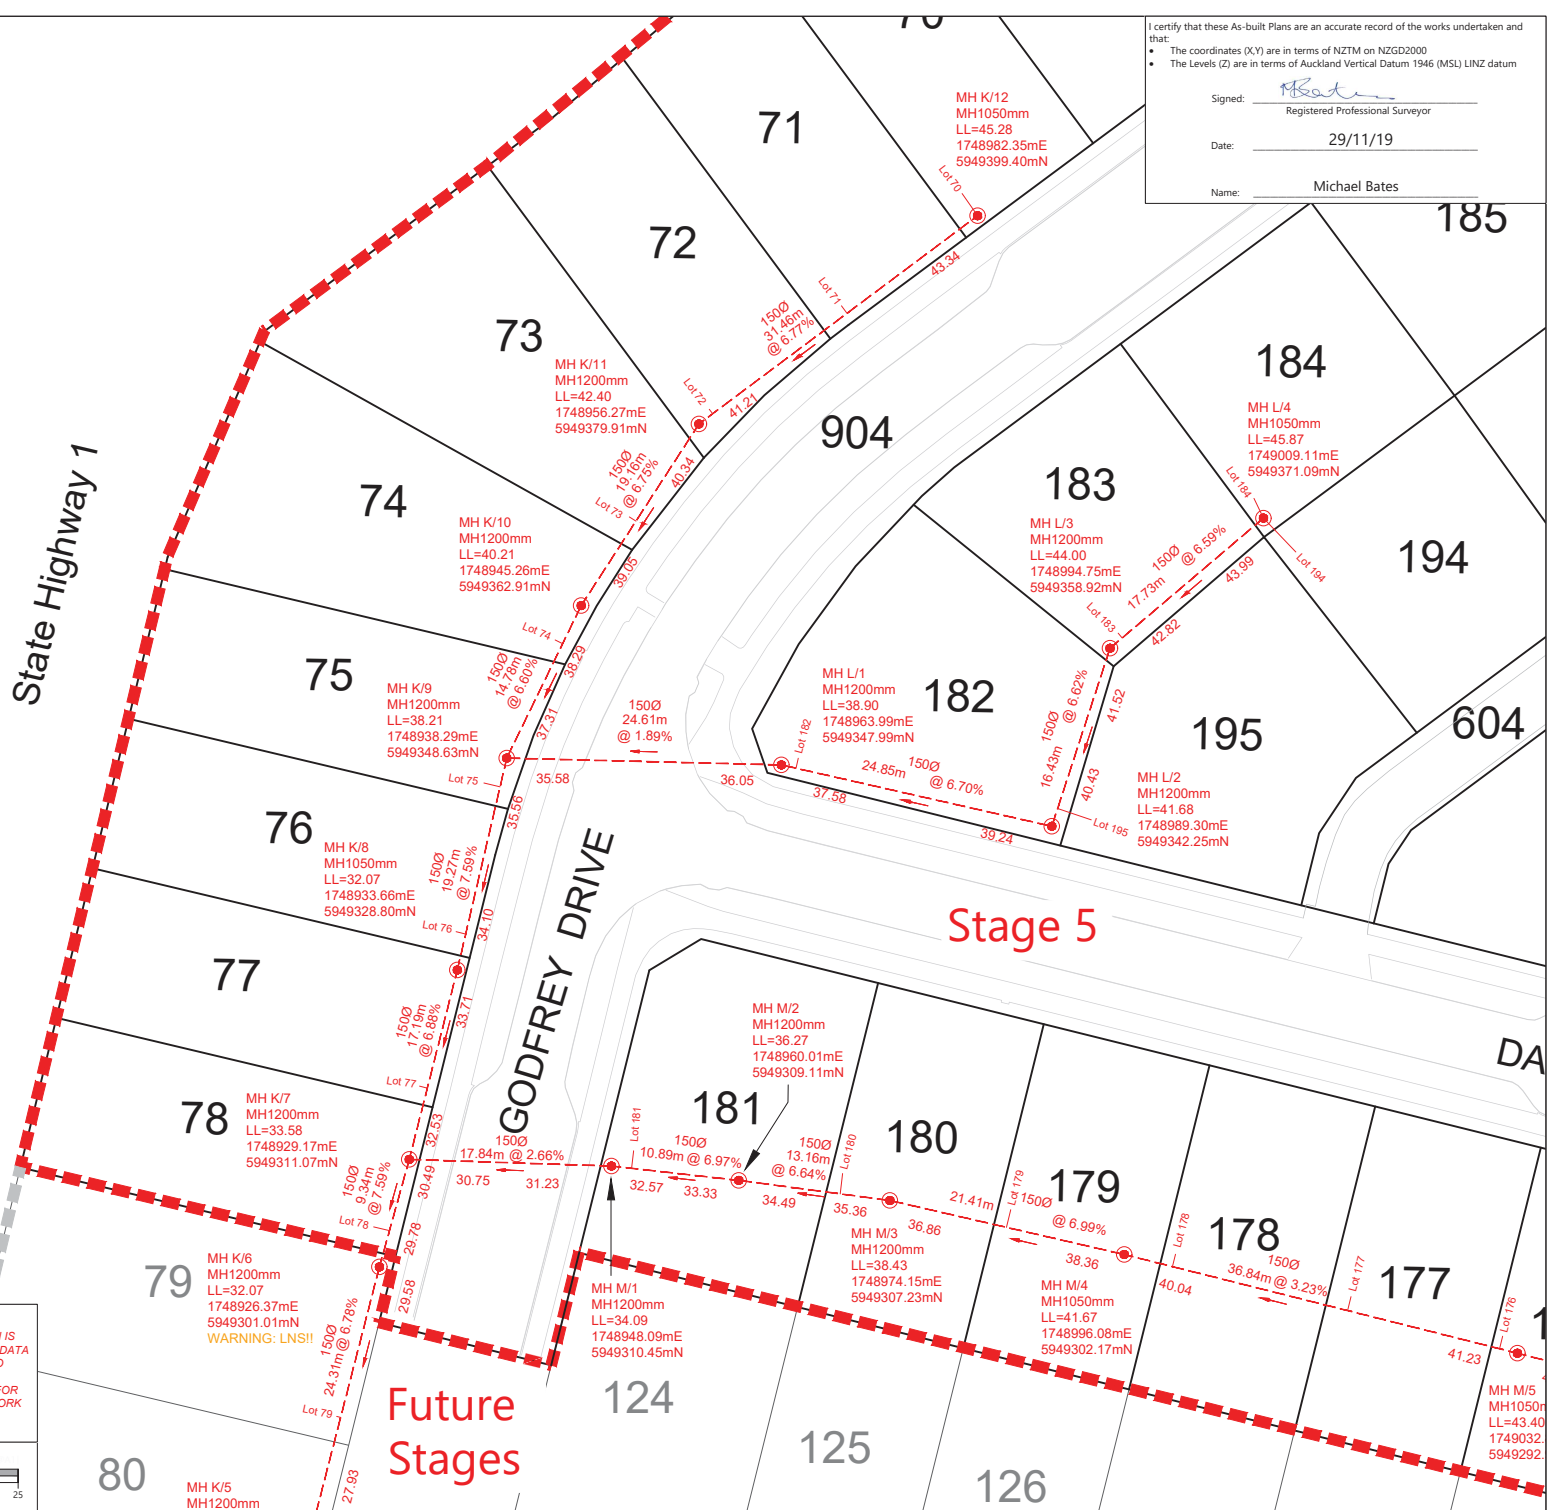 I certify that these As-built Plans are an accurate record of the works undertaken and
that:
• The coordinates (X,Y) are in terms of NZTM on NZGD2000
• The Levels (Z) are in terms of Auckland Vertical Datum 1946 (MSL) LINZ datum
Signed:
Registered Professional Surveyor
Date: 29/11/19
Name: Michael Bates
71
MH K/12
MH1050mm
LL=45.28
1748982.35mE
5949399.40mN
Lot 70
185
72
43.34
Lot 71
150Ø
31.46m
@ 6.77%
73
MH K/11
MH1200mm
LL=42.40
1748956.27mE
5949379.91mN
Lot 72
41.21
904
184
MH L/4
MH1050mm
LL=45.87
1749009.11mE
5949371.09mN
Lot 184
State Highway 1
74
150Ø
19.16m
@ 6.75%
40.34
Lot 73
183
MH L/3
MH1200mm
LL=44.00
1748994.75mE
5949358.92mN
150Ø
17.73m
@ 6.59%
43.99
Lot 194
194
MH K/10
MH1200mm
LL=40.21
1748945.26mE
5949362.91mN
39.05
Lot 74
Lot 183
42.82
75
150Ø
14.78m
@ 6.60%
38.29
MH K/9
MH1200mm
LL=38.21
1748938.29mE
5949348.63mN
37.31
150Ø
24.61m
@ 1.89%
MH L/1
MH1200mm
LL=38.90
1748963.99mE
5949347.99mN
Lot 182
182
150Ø
16.43m
@ 6.62%
41.52
195
604
Lot 75
35.58
36.05
24.85m
150Ø
@ 6.70%
37.58
40.43
MH L/2
MH1200mm
LL=41.68
1748989.30mE
5949342.25mN
Lot 195
39.24
35.56
76
MH K/8
MH1050mm
LL=32.07
1748933.66mE
5949328.80mN
150Ø
19.27m
@ 7.59%
GODFREY DRIVE
Lot 76
34.10
Stage 5
77
150Ø
17.19m
@ 6.88%
33.71
MH M/2
MH1200mm
LL=36.27
1748960.01mE
5949309.11mN
DA
Lot 77
78
MH K/7
MH1200mm
LL=33.58
1748929.17mE
5949311.07mN
32.53
150Ø
17.84m @ 2.66%
30.75
31.23
Lot 181
181
150Ø
10.89m @ 6.97%
150Ø
13.16m
@ 6.64%
Lot 180
180
32.57
33.33
34.49
35.36
36.86
21.41m
Lot 179
150Ø
@ 6.99%
179
38.36
Lot 178
178
150Ø
36.84m @ 3.23%
40.04
Lot 177
177
Lot 176
1
41.23
150Ø
9.34m
@ 7.59%
30.49
Lot 78
29.78
MH K/6
MH1200mm
LL=32.07
1748926.37mE
5949301.01mN
WARNING: LNS!!
79
29.58
MH M/1
MH1200mm
LL=34.09
1748948.09mE
5949310.45mN
MH M/3
MH1200mm
LL=38.43
1748974.15mE
5949307.23mN
MH M/4
MH1050mm
LL=41.67
1748996.08mE
5949302.17mN
MH M/5
MH1050m
LL=43.40
1749032.
5949292.
150Ø
24.31m @ 6.78%
Lot 79
Future
Stages
124
125
126
80
MH K/5
MH1200mm
27.93
IS
DATA
FOR
ORK
25